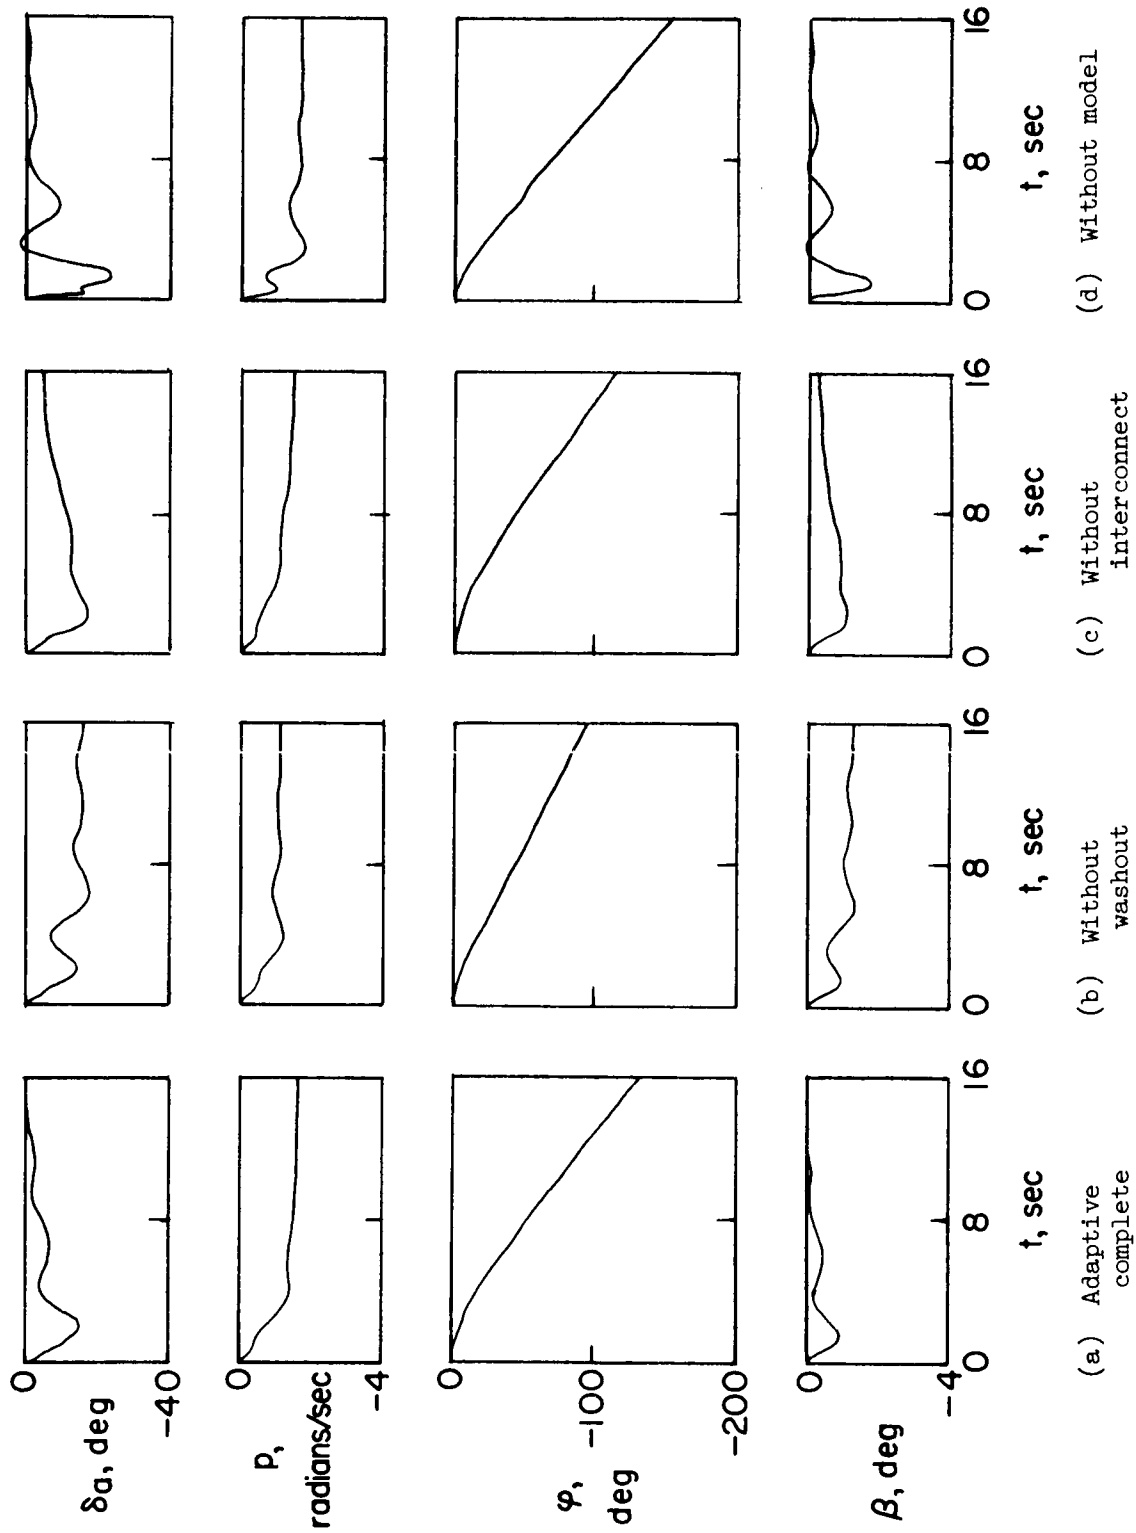 δa, deg
0
-40
p,
radians/sec
0
-4
φ,
deg
0
-100
-200
β, deg
0
-4
0
8
16
t, sec
(a) Adaptive
complete
0
8
16
t, sec
(b) Without
washout
0
8
16
t, sec
(c) Without
interconnect
0
8
16
t, sec
(d) Without model